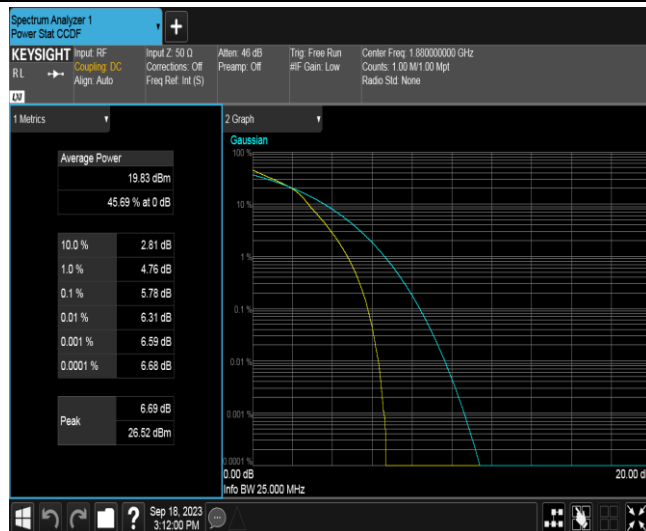 Spectrum Analyzer 1
Power Stat CCDF
+
KEYSIGHT
RL
LXI
Input: RF
Coupling: DC
Align: Auto
Input Z: 50 Ω
Corrections: Off
Freq Ref: Int (S)
Atten: 46 dB
Preamp: Off
Trig: Free Run
#IF Gain: Low
Center Freq: 1.880000000 GHz
Counts: 1.00 M/1.00 Mpt
Radio Std: None
1 Metrics
Average Power
19.83 dBm
45.69 % at 0 dB
10.0 % 2.81 dB
1.0 % 4.76 dB
0.1 % 5.78 dB
0.01 % 6.31 dB
0.001 % 6.59 dB
0.0001 % 6.68 dB
Peak
6.69 dB
26.52 dBm
2 Graph
Gaussian
100 %
10 %
1 %
0.1 %
0.01 %
0.001 %
0.0001 %
0.00 dB
20.00 d
Info BW 25.000 MHz
?
Sep 18, 2023
3:12:00 PM